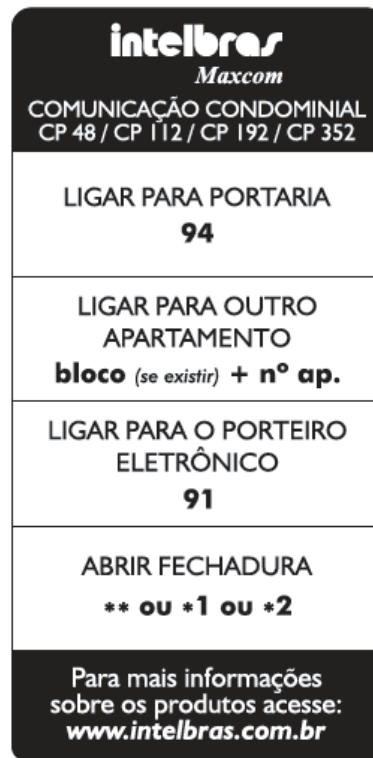 intelbras
Maxcom
COMUNICAÇÃO CONDOMINIAL
CP 48 / CP 112 / CP 192 / CP 352
LIGAR PARA PORTARIA
94
LIGAR PARA OUTRO
APARTAMENTO
bloco (se existir) + nº ap.
LIGAR PARA O PORTEIRO
ELETRÔNICO
91
ABRIR FECHADURA
** ou *1 ou *2
Para mais informações
sobre os produtos acesse:
www.intelbras.com.br